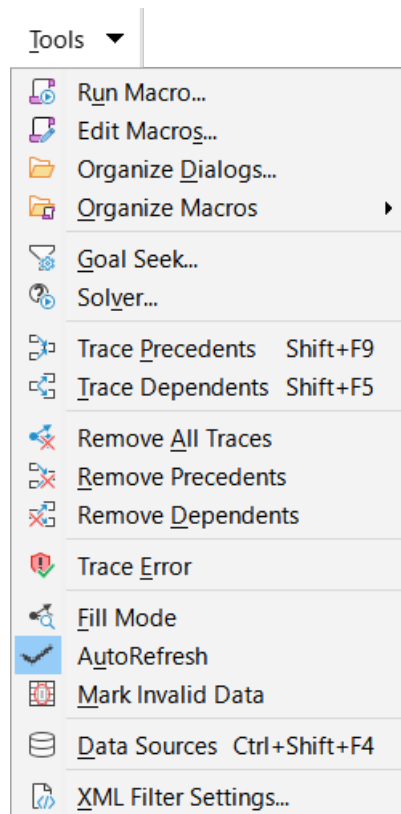 Tools
Run Macro...
Edit Macros...
Organize Dialogs...
Organize Macros
Goal Seek...
Solver...
Trace Precedents Shift+F9
Trace Dependents Shift+F5
Remove All Traces
Remove Precedents
Remove Dependents
Trace Error
Fill Mode
AutoRefresh
Mark Invalid Data
Data Sources Ctrl+Shift+F4
XML Filter Settings...